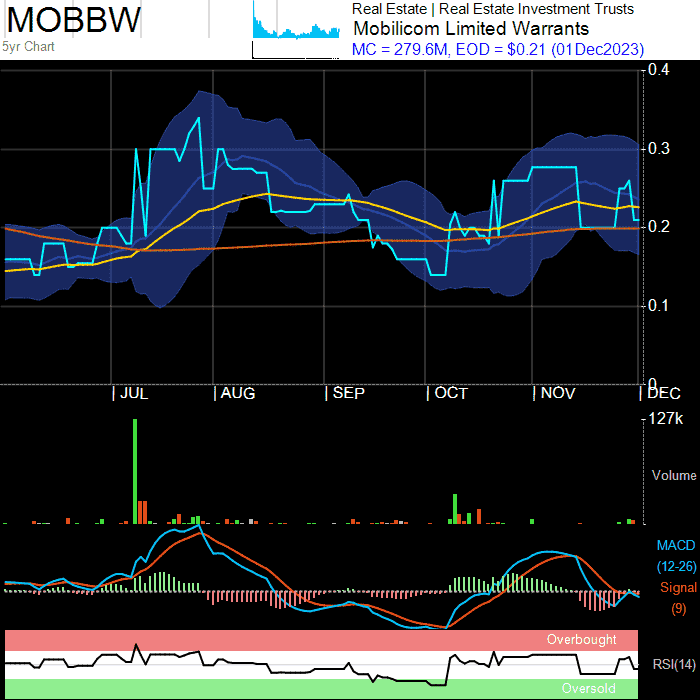 MOBBW
5yr Chart
Real Estate | Real Estate Investment Trusts
Mobilicom Limited Warrants
MC = 279.6M, EOD = $0.21 (01Dec2023)
0.4
0.3
0.2
0.1
0
JUL AUG SEP OCT NOV DEC
127k
Volume
MACD
(12-26)
Signal
(9)
Overbought
RSI(14)
Oversold